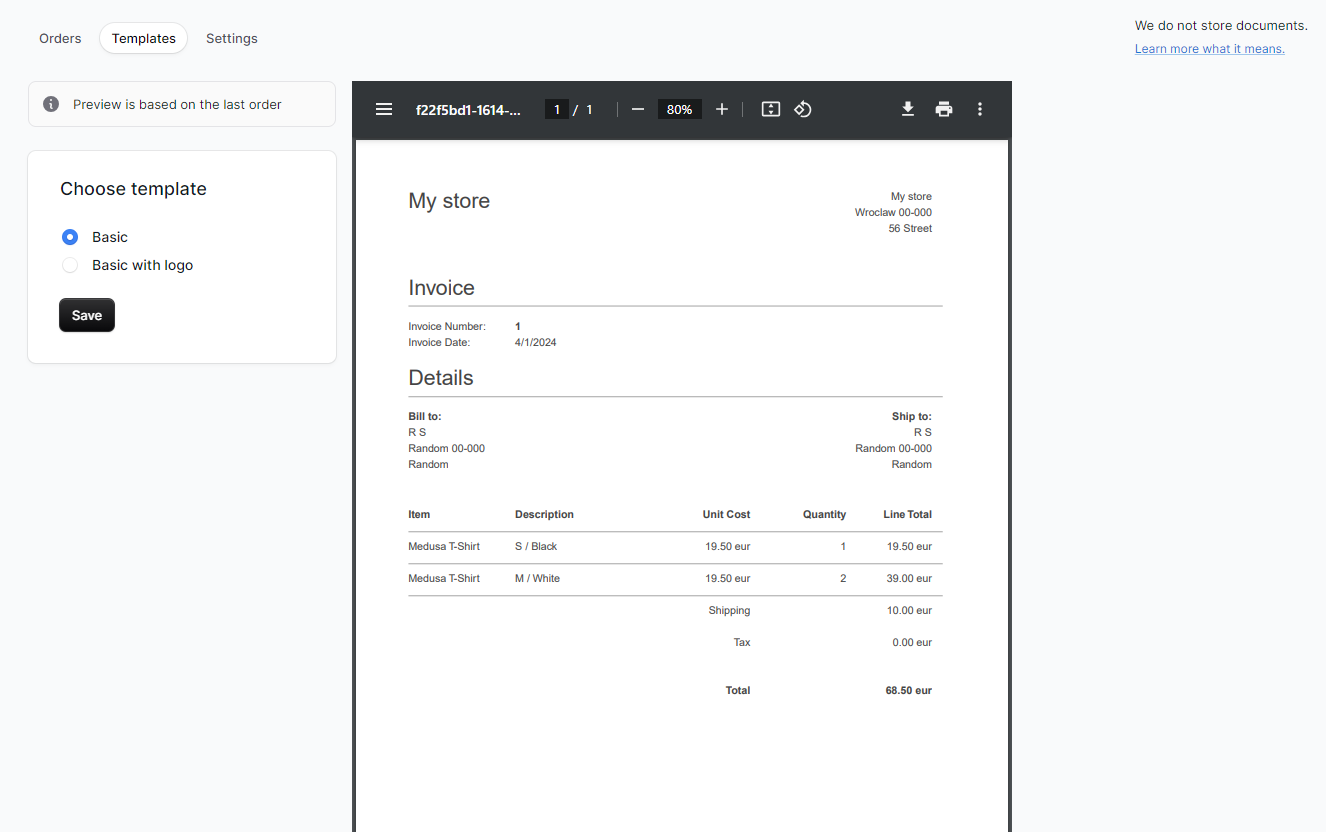 Orders Templates Settings
We do not store documents.
Learn more what it means.
Preview is based on the last order
Choose template
Basic
Basic with logo
Save
f22f5bd1-1614-... 1 / 1 80%
My store
My store
Wroclaw 00-000
56 Street
Invoice
Invoice Number: 1
Invoice Date: 4/1/2024
Details
Bill to: Ship to:
R S R S
Random 00-000 Random 00-000
Random Random
Item Description Unit Cost Quantity Line Total
Medusa T-Shirt S / Black 19.50 eur 1 19.50 eur
Medusa T-Shirt M / White 19.50 eur 2 39.00 eur
Shipping 10.00 eur
Tax 0.00 eur
Total 68.50 eur